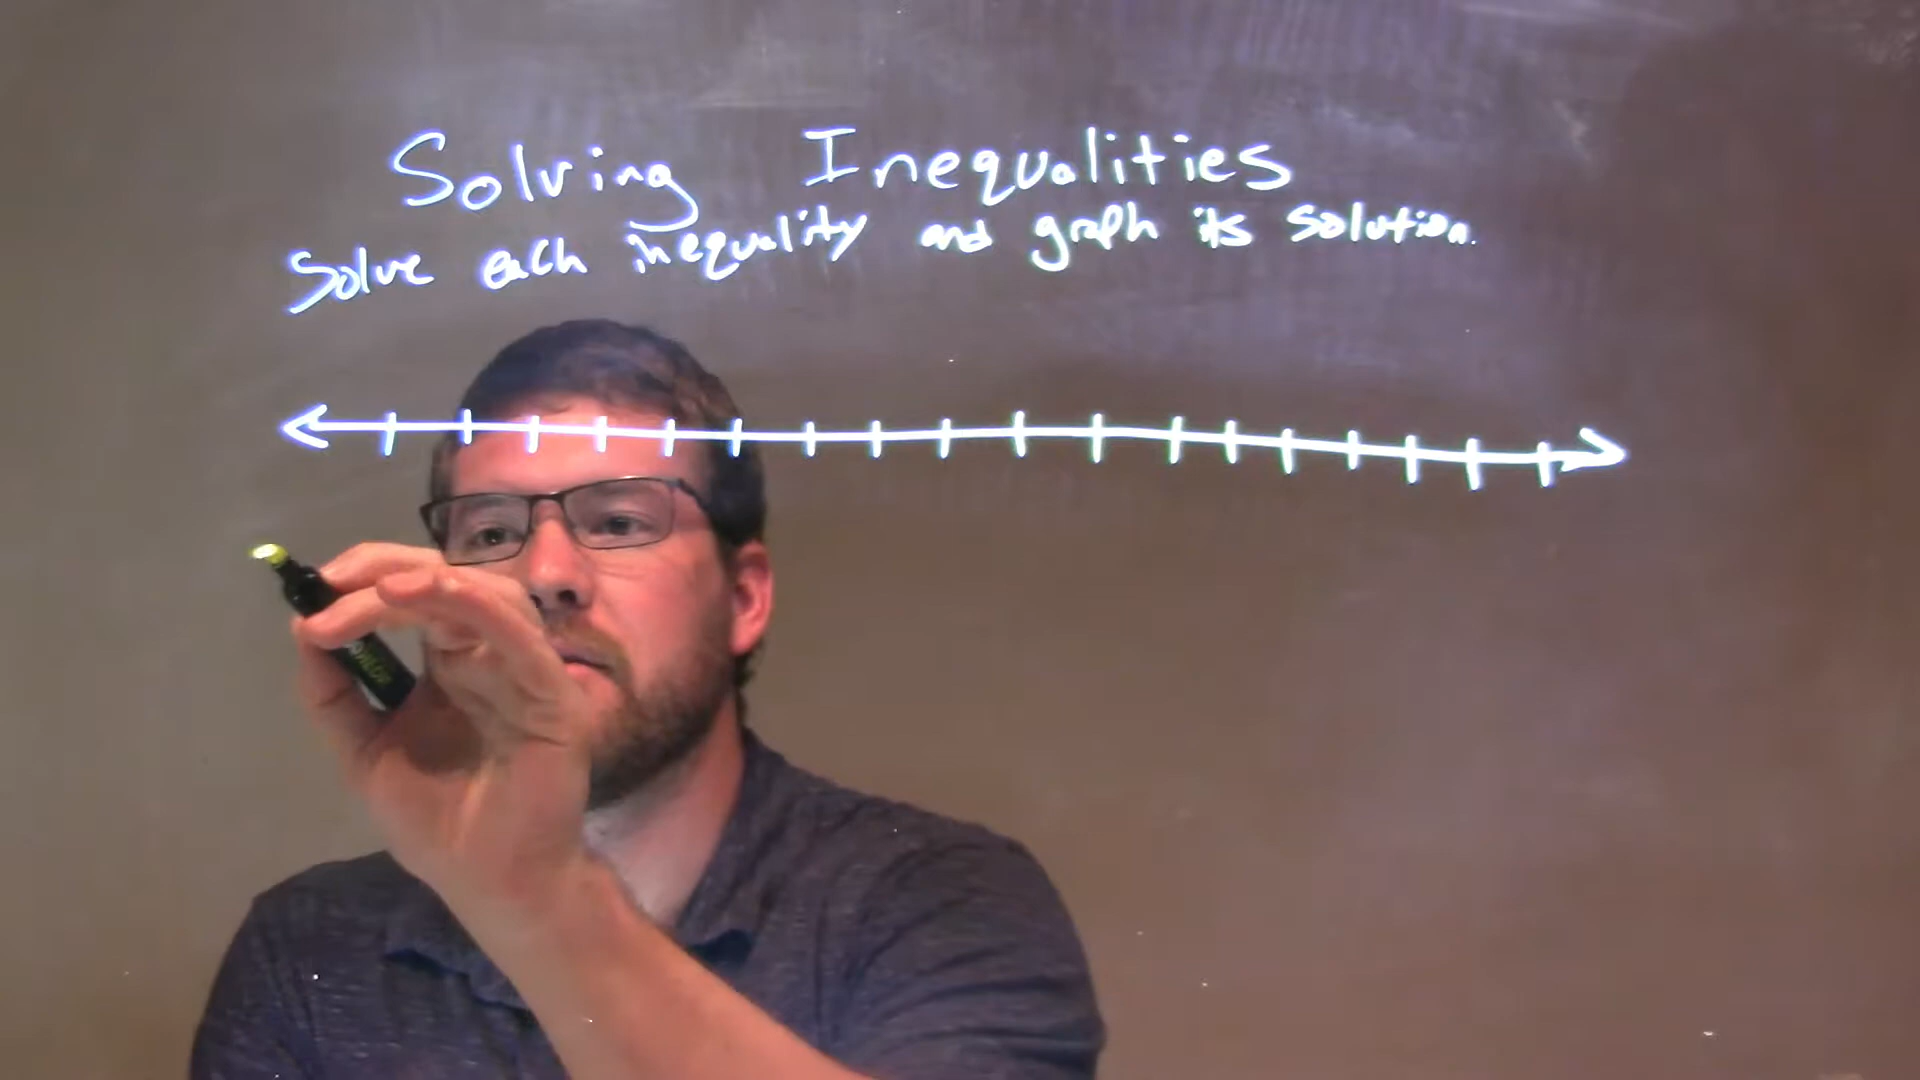 Solving Inequalities
Solve each inequality and graph its solution.